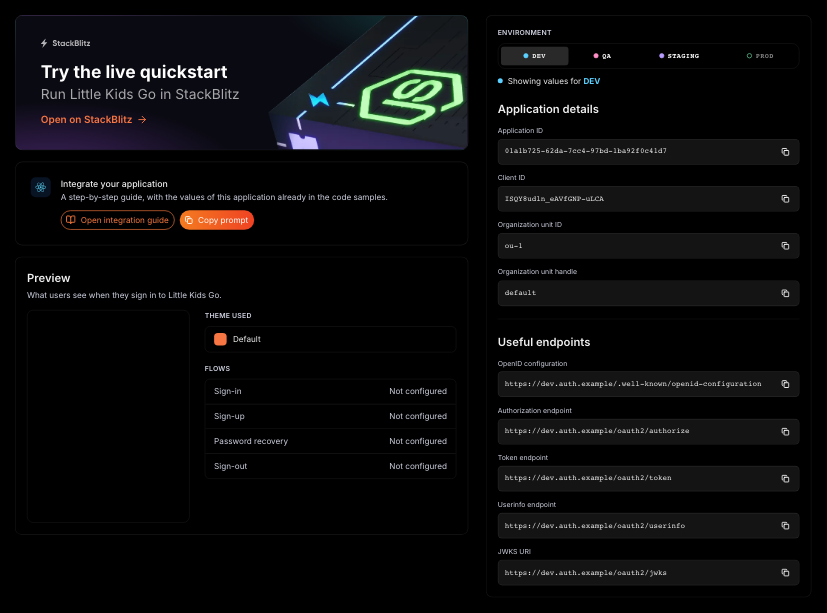 StackBlitz
Try the live quickstart
Run Little Kids Go in StackBlitz
Open on StackBlitz →
Integrate your application
A step-by-step guide, with the values of this application already in the code samples.
Open integration guide
Copy prompt
Preview
What users see when they sign in to Little Kids Go.
THEME USED
Default
FLOWS
Sign-in Not configured
Sign-up Not configured
Password recovery Not configured
Sign-out Not configured
ENVIRONMENT
DEV QA STAGING PROD
Showing values for DEV
Application details
Application ID
01a1b725-62da-7cc4-97bd-1ba92f0c41d7
Client ID
ISQY8udln_eAVfGNP-uLCA
Organization unit ID
ou-1
Organization unit handle
default
Useful endpoints
OpenID configuration
https://dev.auth.example/.well-known/openid-configuration
Authorization endpoint
https://dev.auth.example/oauth2/authorize
Token endpoint
https://dev.auth.example/oauth2/token
Userinfo endpoint
https://dev.auth.example/oauth2/userinfo
JWKS URI
https://dev.auth.example/oauth2/jwks